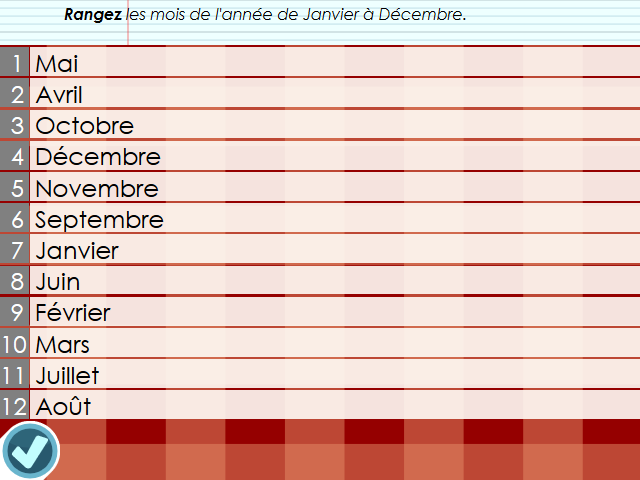 Rangez les mois de l'année de Janvier à Décembre.
1 Mai
2 Avril
3 Octobre
4 Décembre
5 Novembre
6 Septembre
7 Janvier
8 Juin
9 Février
10 Mars
11 Juillet
12 Août